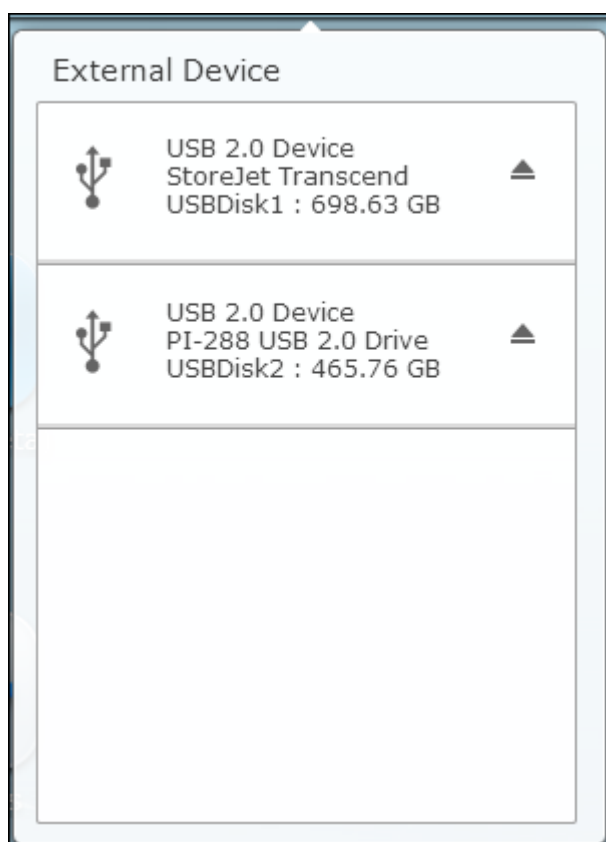 External Device
USB 2.0 Device
StoreJet Transcend
USBDisk1 : 698.63 GB
USB 2.0 Device
PI-288 USB 2.0 Drive
USBDisk2 : 465.76 GB